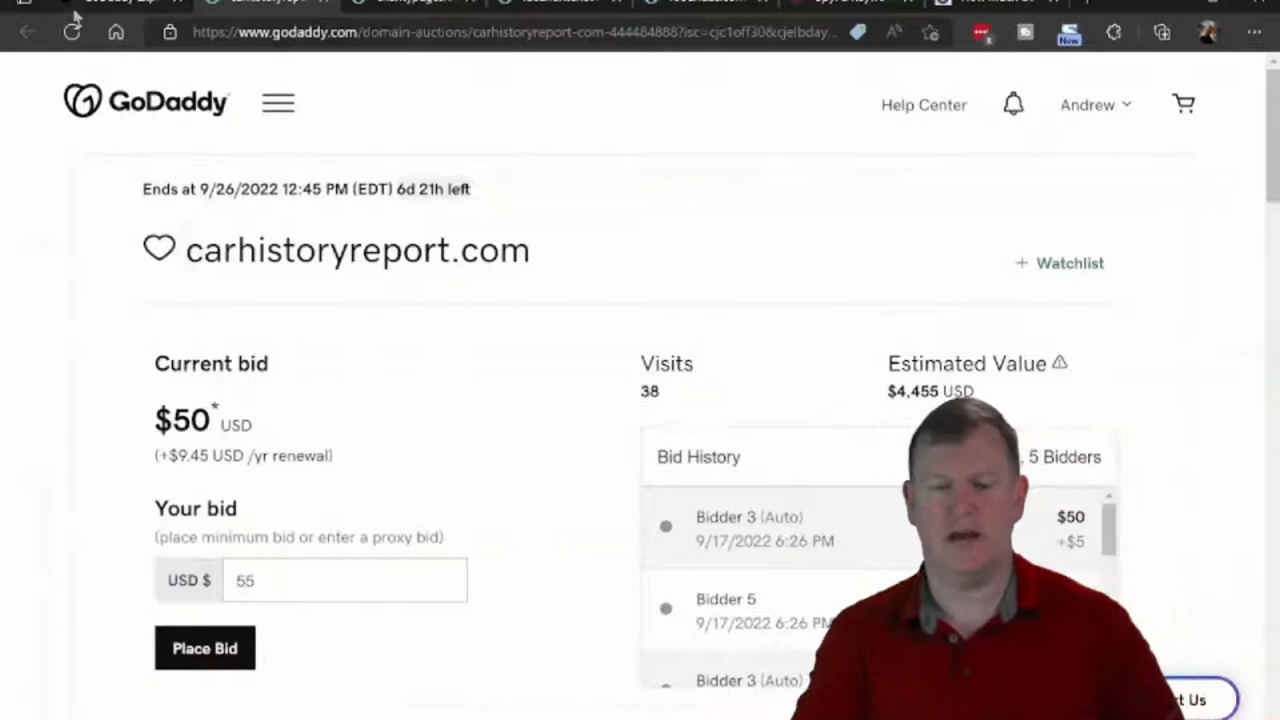 https://www.godaddy.com/domain-auctions/carhistoryreport-com-444484888?isc=cjc1off30&cjelbday...
New
GoDaddy
Help Center
Andrew
Ends at 9/26/2022 12:45 PM (EDT) 6d 21h left
carhistoryreport.com
+ Watchlist
Current bid
$50* USD
(+$9.45 USD /yr renewal)
Your bid
(place minimum bid or enter a proxy bid)
USD $ 55
Place Bid
Visits
38
Estimated Value
$4,455 USD
Bid History
, 5 Bidders
Bidder 3 (Auto)
9/17/2022 6:26 PM
$50
+$5
Bidder 5
9/17/2022 6:26 PM
Bidder 3 (Auto)
t Us